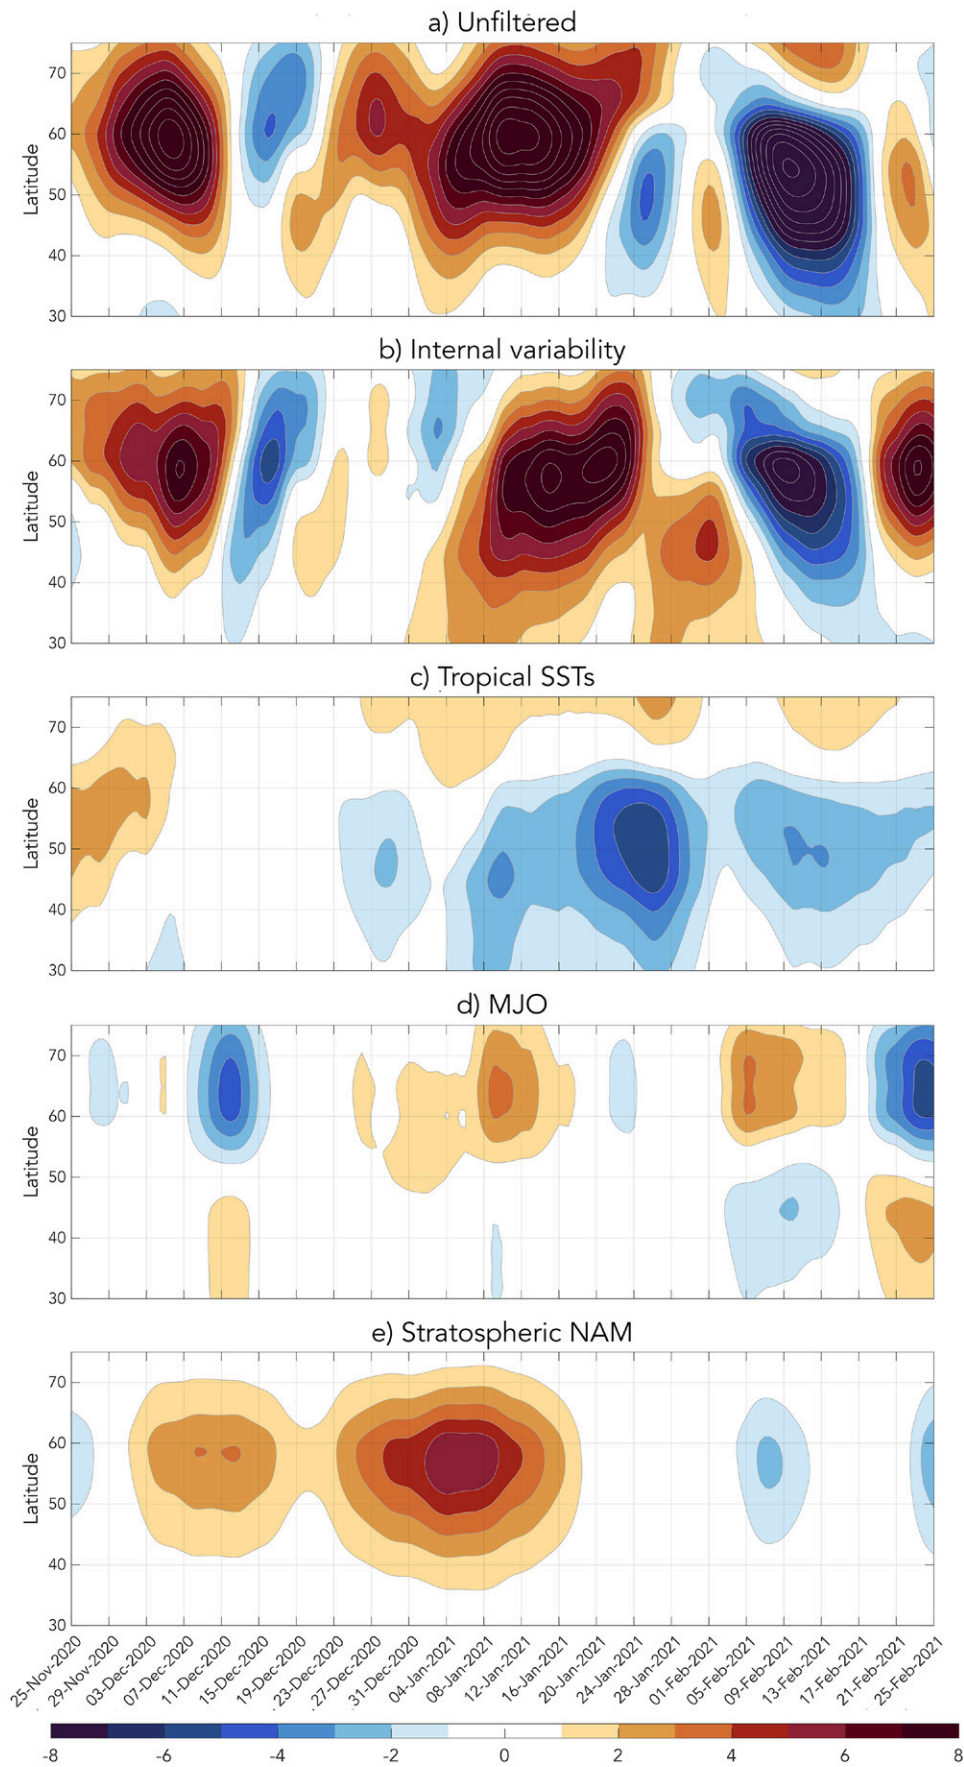 a) Unfiltered
Latitude
70
60
50
40
30
b) Internal variability
Latitude
70
60
50
40
30
c) Tropical SSTs
Latitude
70
60
50
40
30
d) MJO
Latitude
70
60
50
40
30
e) Stratospheric NAM
Latitude
70
60
50
40
30
25-Nov-2020 29-Nov-2020 03-Dec-2020 07-Dec-2020 11-Dec-2020 15-Dec-2020 19-Dec-2020 23-Dec-2020 27-Dec-2020 31-Dec-2020 04-Jan-2021 08-Jan-2021 12-Jan-2021 16-Jan-2021 20-Jan-2021 24-Jan-2021 28-Jan-2021 01-Feb-2021 05-Feb-2021 09-Feb-2021 13-Feb-2021 17-Feb-2021 21-Feb-2021 25-Feb-2021
-8 -6 -4 -2 0 2 4 6 8